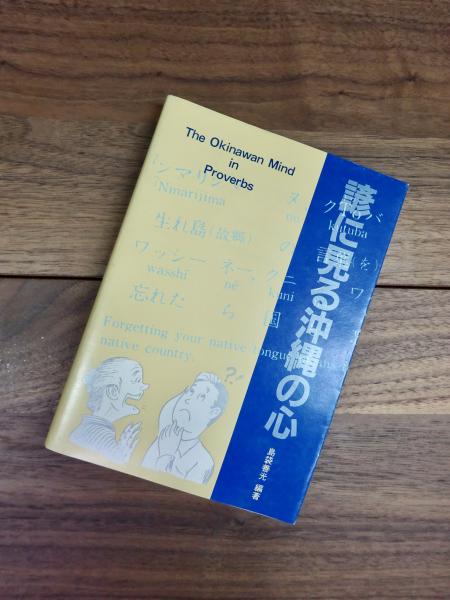 The Okinawan Mind
in
Proverbs
諺に見る沖縄の心
島袋善光 編著
ンマリジマ ヌ クトゥバ
(Nmarijima nu kutuba
生れ島(故郷) の 言葉(を)
ワッシーネー、クニ ワ
wasshī nē kuni
忘れた ら 国
Forgetting your native tongue
native country.
?!